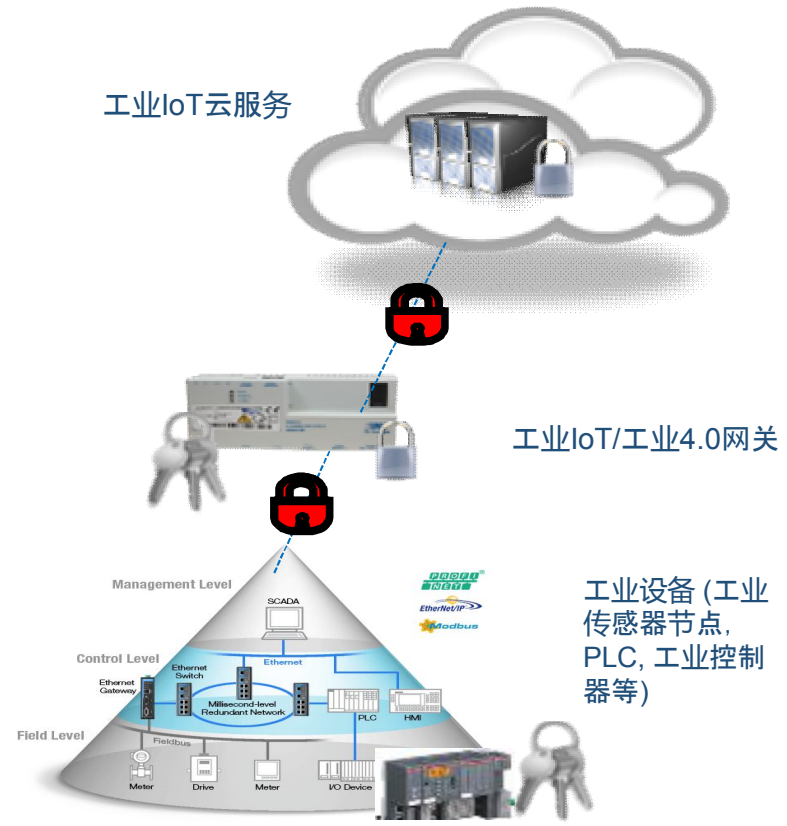 工业IoT云服务
工业IoT/工业4.0网关
Management Level
SCADA
PROFI
NET
EtherNet/IP
Modbus
工业设备 (工业
传感器节点,
PLC, 工业控制
器等)
Control Level
Ethernet
Ethernet
Switch
Ethernet
Gateway
Millisecond-level
Redundant Network
PLC
HMI
Field Level
Fieldbus
Meter
Drive
Meter
I/O Device